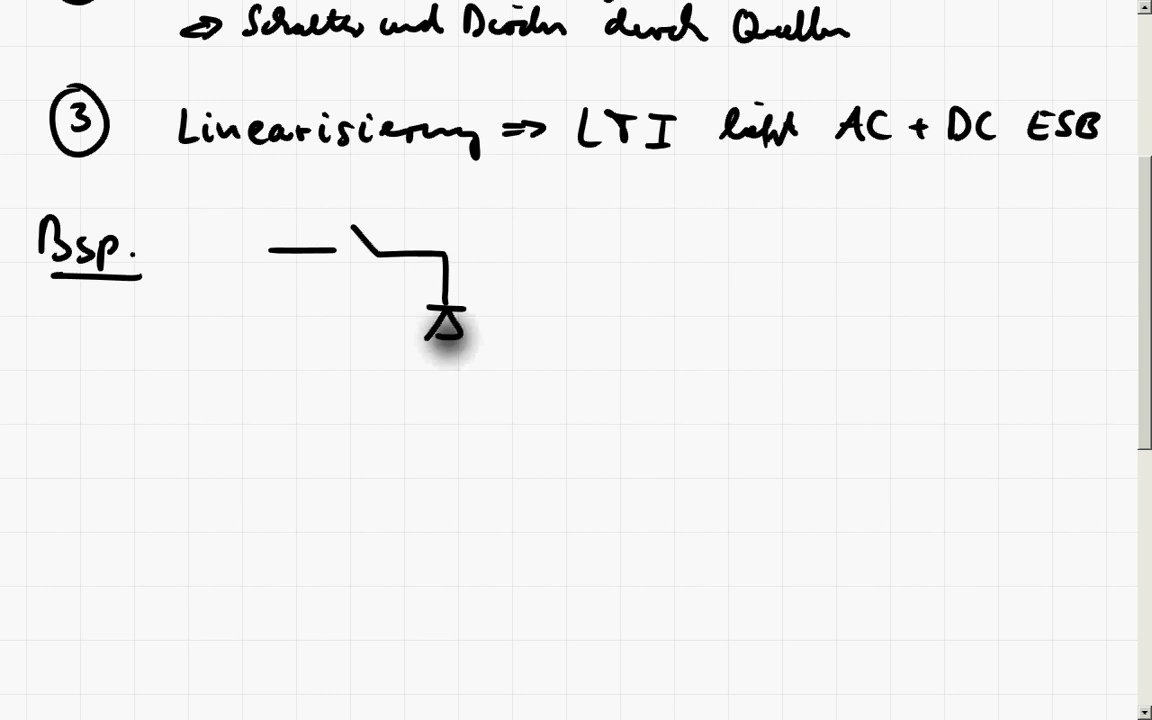 ⇒ Schalter und Dioden durch Quellen
3 Linearisierung ⇒ LTI liefert AC + DC ESB
Bsp.